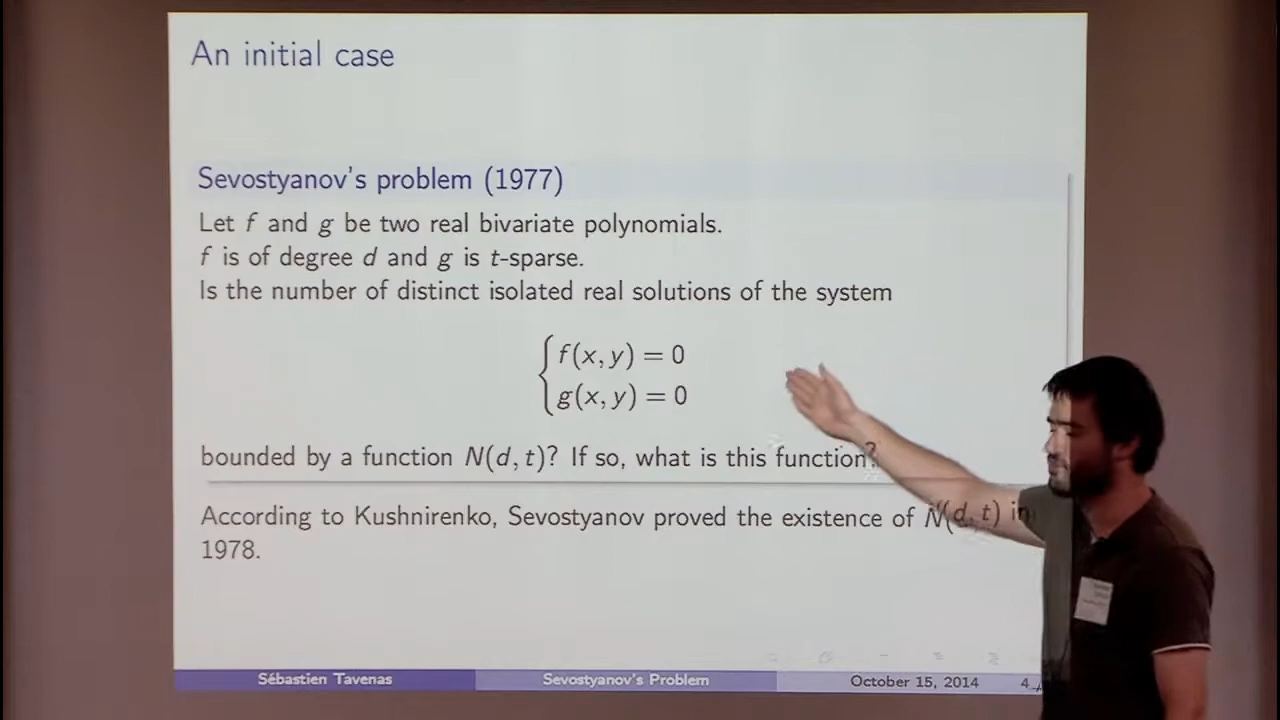 An initial case
Sevostyanov's problem (1977)
Let f and g be two real bivariate polynomials.
f is of degree d and g is t-sparse.
Is the number of distinct isolated real solutions of the system
f(x, y) = 0
g(x, y) = 0
bounded by a function N(d, t)? If so, what is this function?
According to Kushnirenko, Sevostyanov proved the existence of N(d, t) in
1978.
Sébastien Tavenas Sevostyanov's Problem October 15, 2014 4